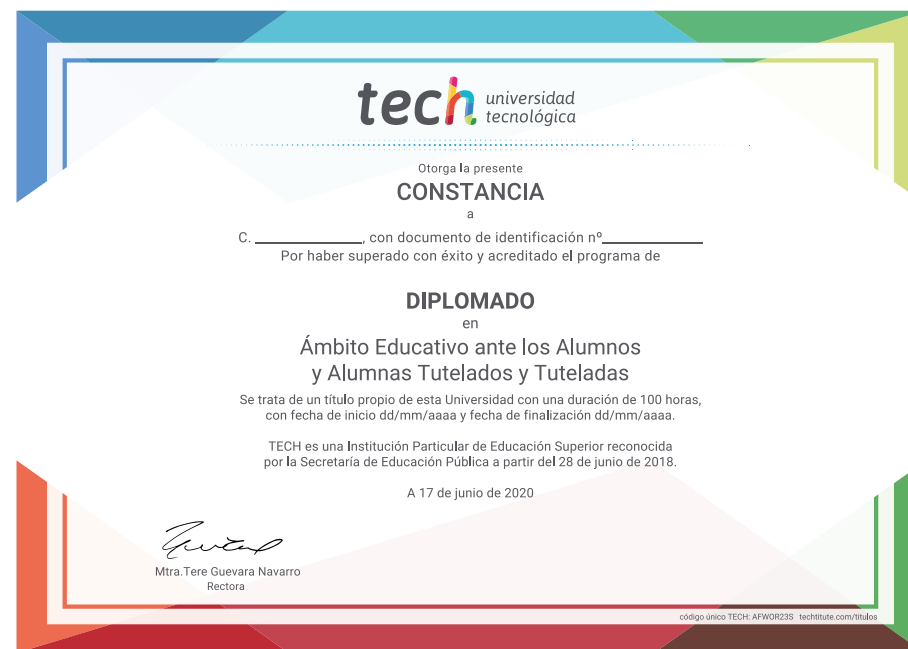 tech universidad
tecnológica
Otorga la presente
CONSTANCIA
a
C. ____________, con documento de identificación nº____________
Por haber superado con éxito y acreditado el programa de
DIPLOMADO
en
Ámbito Educativo ante los Alumnos
y Alumnas Tutelados y Tuteladas
Se trata de un título propio de esta Universidad con una duración de 100 horas,
con fecha de inicio dd/mm/aaaa y fecha de finalización dd/mm/aaaa.
TECH es una Institución Particular de Educación Superior reconocida
por la Secretaría de Educación Pública a partir del 28 de junio de 2018.
A 17 de junio de 2020
Mtra.Tere Guevara Navarro
Rectora
código único TECH: AFWOR23S techtitute.com/titulos